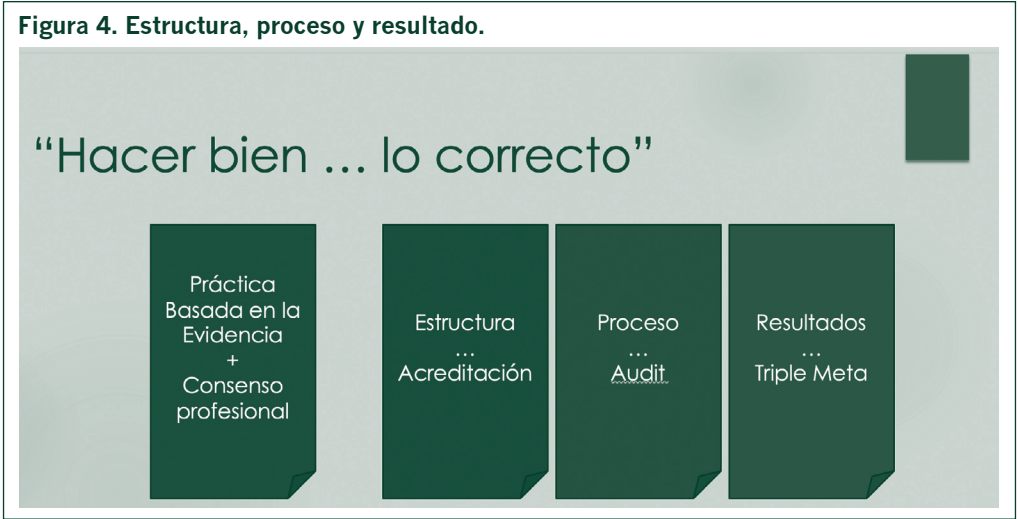 Figura 4. Estructura, proceso y resultado.
“Hacer bien ... lo correcto”
Práctica
Basada en la
Evidencia
+
Consenso
profesional
Estructura
...
Acreditación
Proceso
...
Audit
Resultados
...
Triple Meta